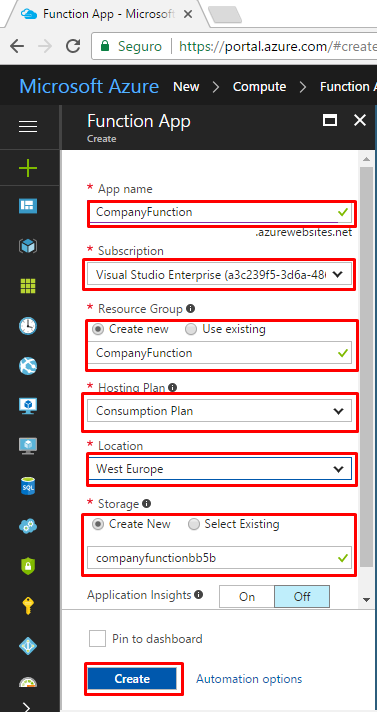 Function App - Microsof
Seguro https://portal.azure.com/#create
Microsoft Azure New > Compute > Function A
Function App
Create
* App name
CompanyFunction
.azurewebsites.net
* Subscription
Visual Studio Enterprise (a3c239f5-3d6a-486
* Resource Group
Create new Use existing
CompanyFunction
* Hosting Plan
Consumption Plan
* Location
West Europe
* Storage
Create New Select Existing
companyfunctionbb5b
Application Insights On Off
Pin to dashboard
Create Automation options